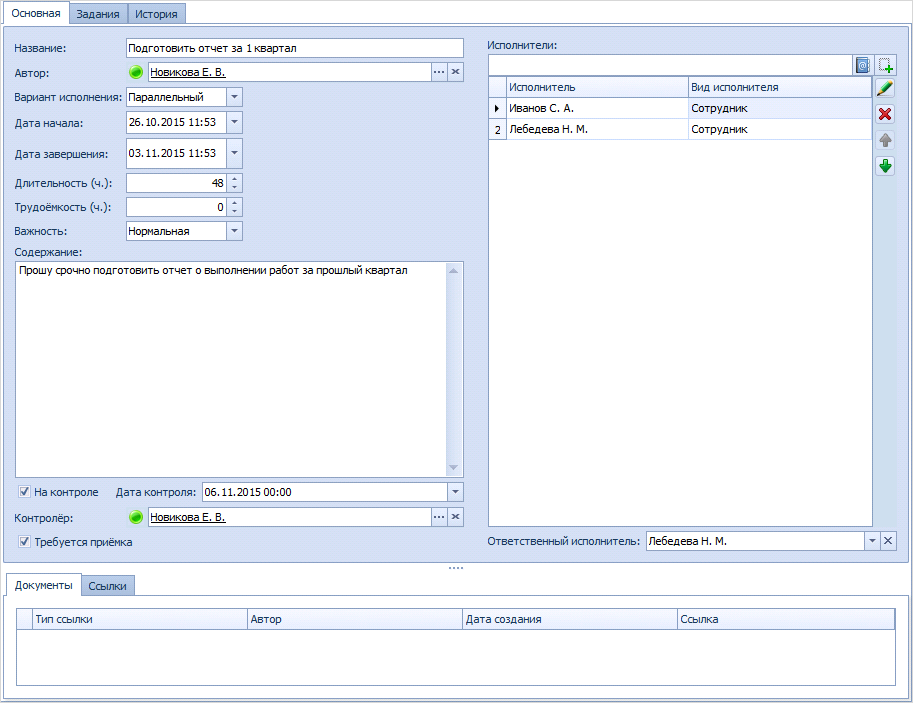 Основная Задания История
Название: Подготовить отчет за 1 квартал
Автор: Новикова Е. В.
Вариант исполнения: Параллельный
Дата начала: 26.10.2015 11:53
Дата завершения: 03.11.2015 11:53
Длительность (ч.): 48
Трудоёмкость (ч.): 0
Важность: Нормальная
Содержание:
Прошу срочно подготовить отчет о выполнении работ за прошлый квартал
На контроле Дата контроля: 06.11.2015 00:00
Контролёр: Новикова Е. В.
Требуется приёмка
Исполнители:
Исполнитель Вид исполнителя
Иванов С. А. Сотрудник
2 Лебедева Н. М. Сотрудник
Ответственный исполнитель: Лебедева Н. М.
Документы Ссылки
Тип ссылки Автор Дата создания Ссылка